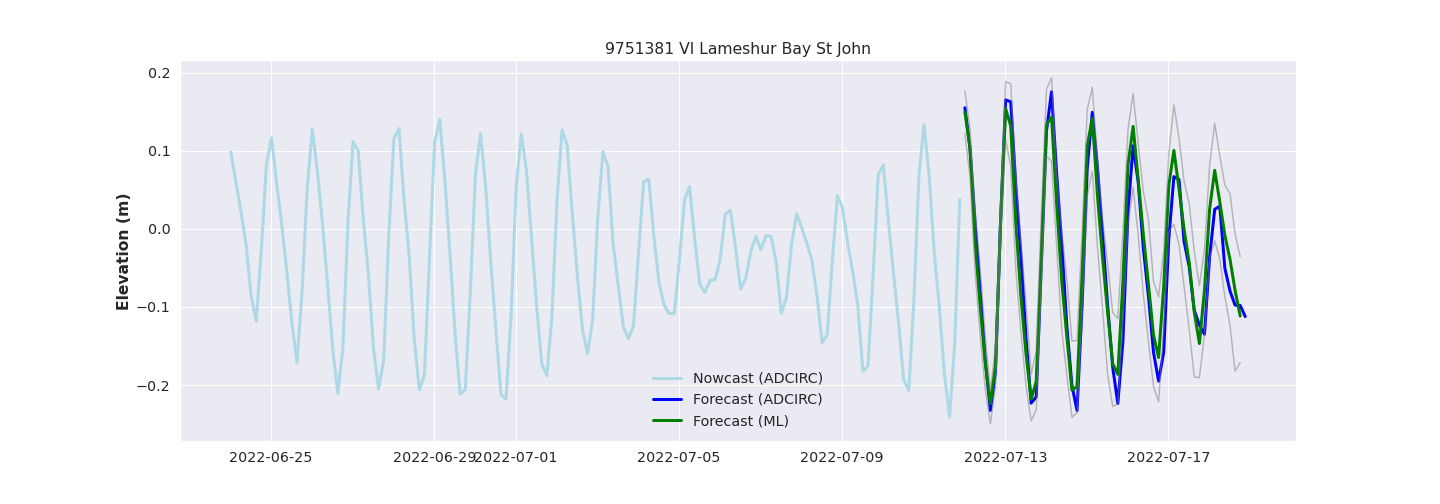 9751381 VI Lameshur Bay St John
Elevation (m)
0.2
0.1
0.0
−0.1
−0.2
Nowcast (ADCIRC)
Forecast (ADCIRC)
Forecast (ML)
2022-06-25 2022-06-29 2022-07-01 2022-07-05 2022-07-09 2022-07-13 2022-07-17